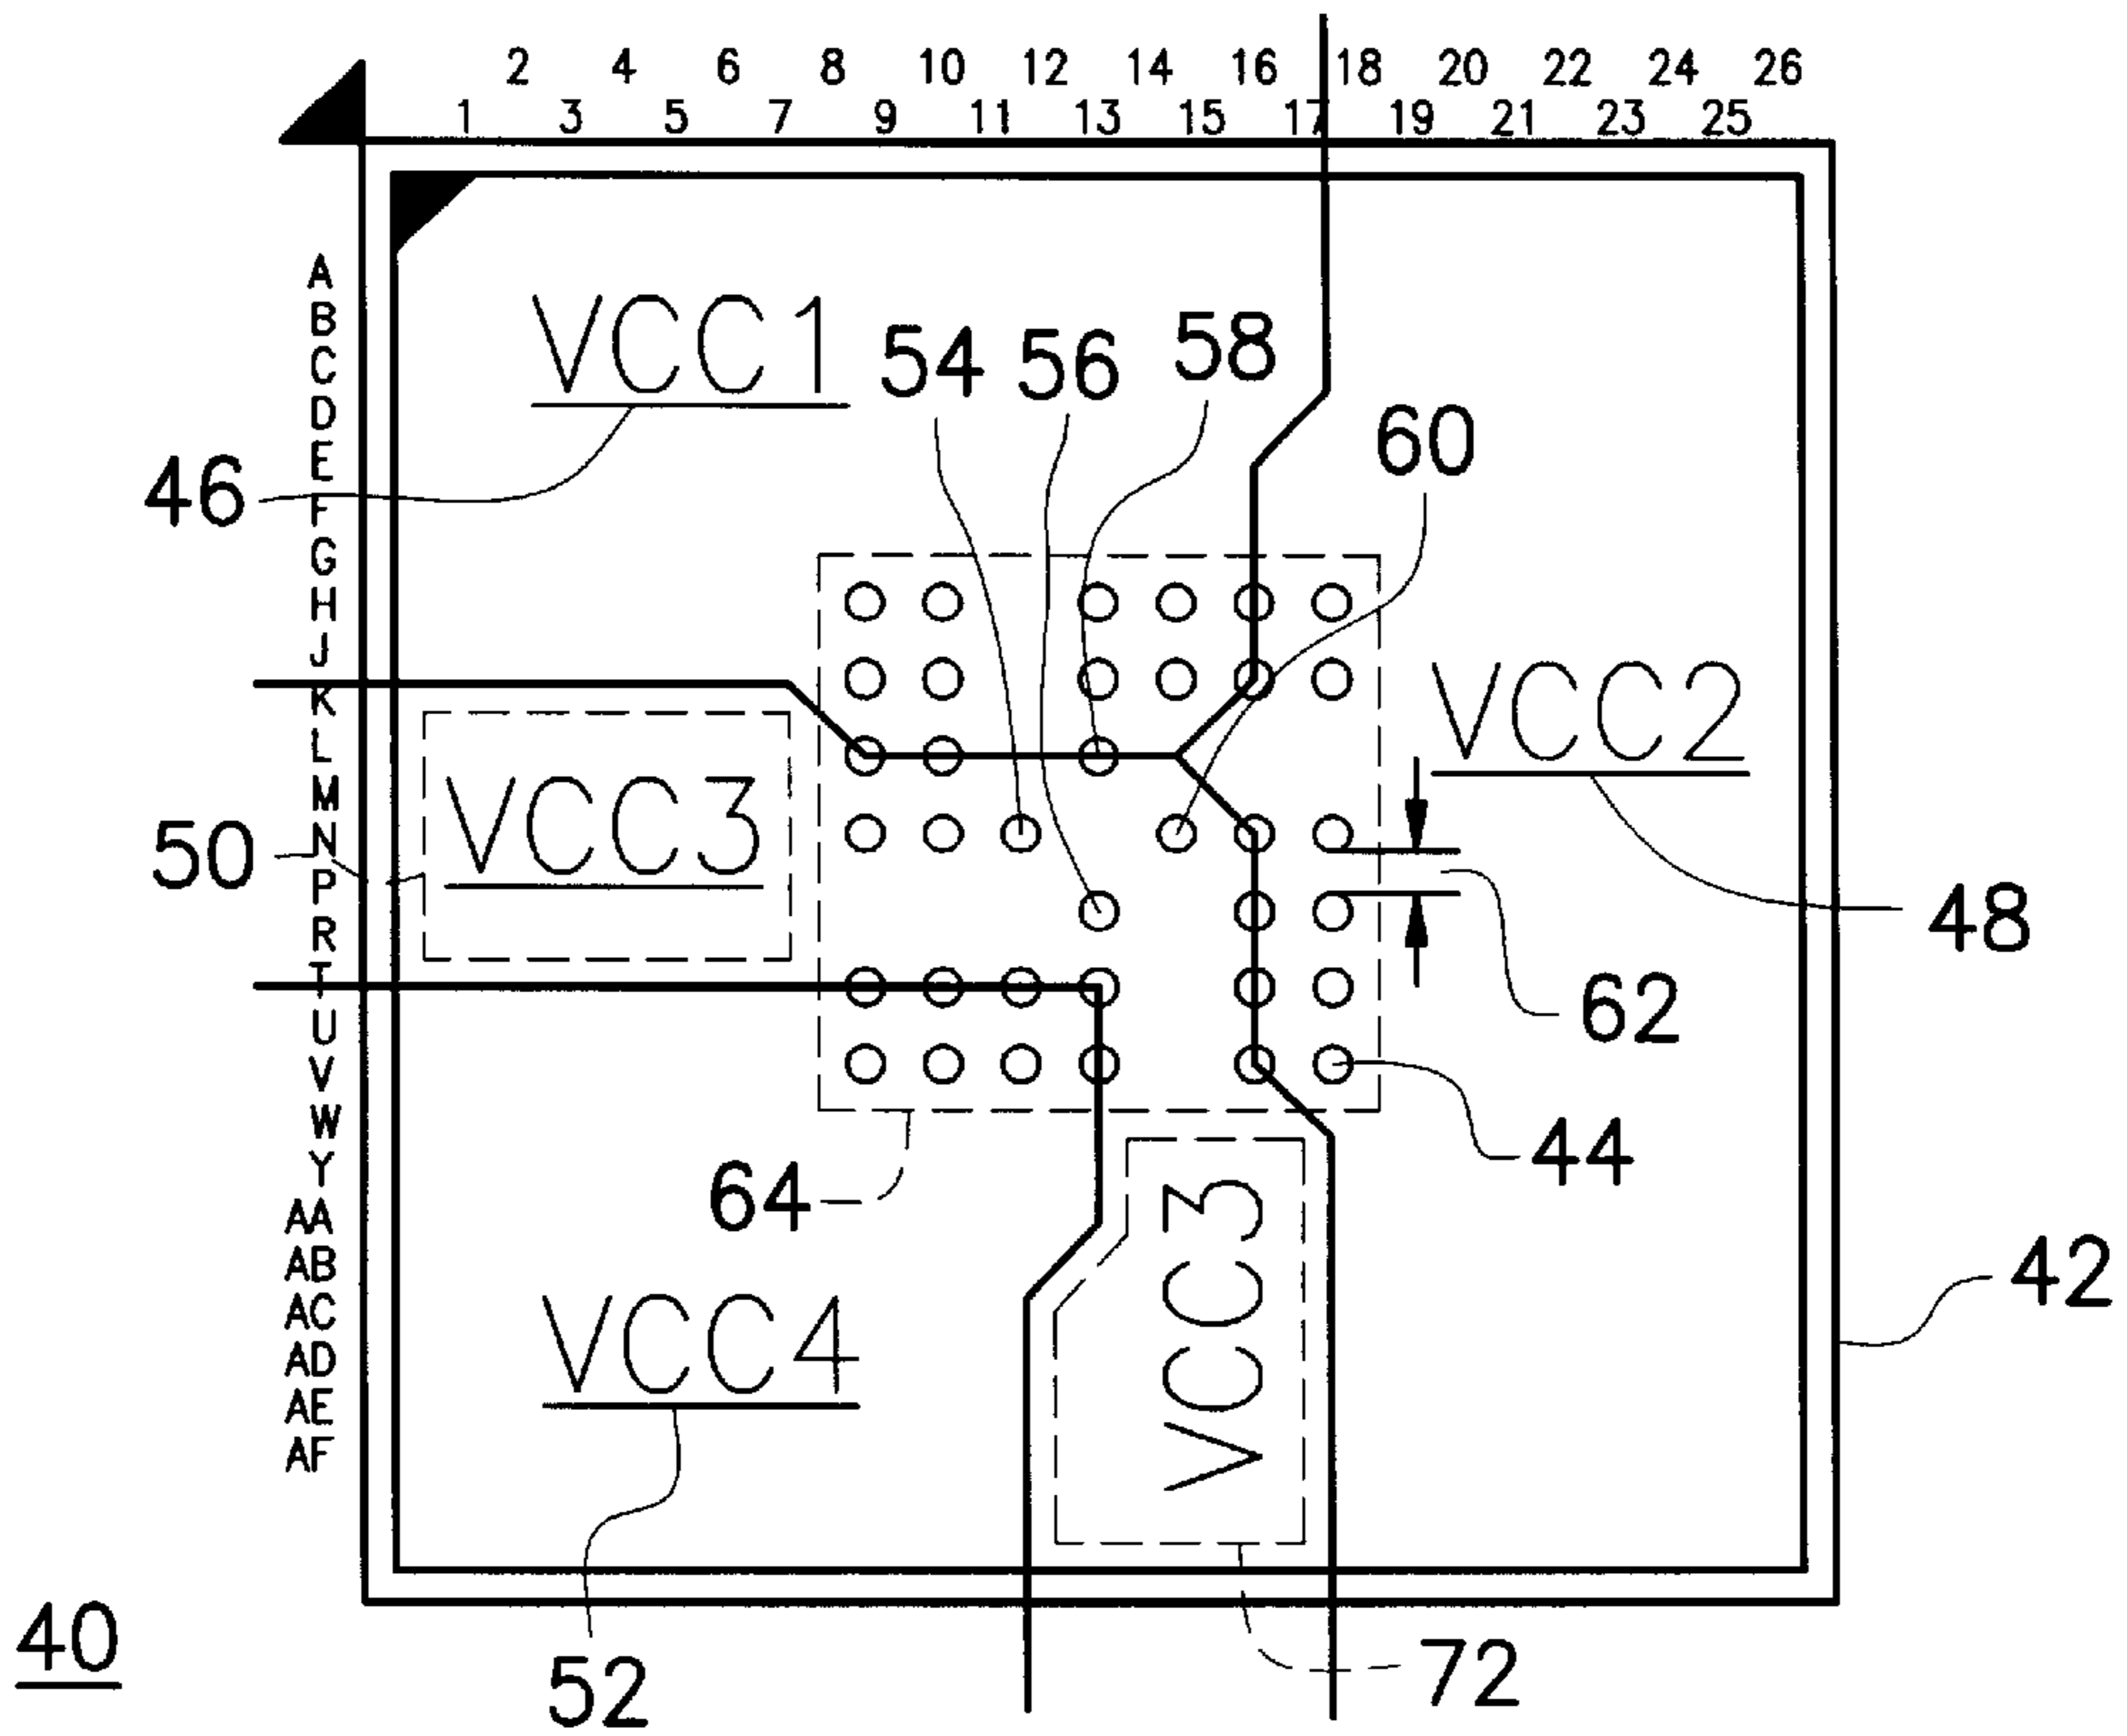 2 4 6 8 10 12 14 16 18 20 22 24 26
1 3 5 7 9 11 13 15 17 19 21 23 25
A
B
C
D
E
F
G
H
J
K
L
M
N
P
R
T
U
V
W
Y
AA
AB
AC
AD
AE
AF
VCC1
54 56 58
60
46
VCC2
VCC3
50
48
62
44
64
VCC3
42
VCC4
40
52
72